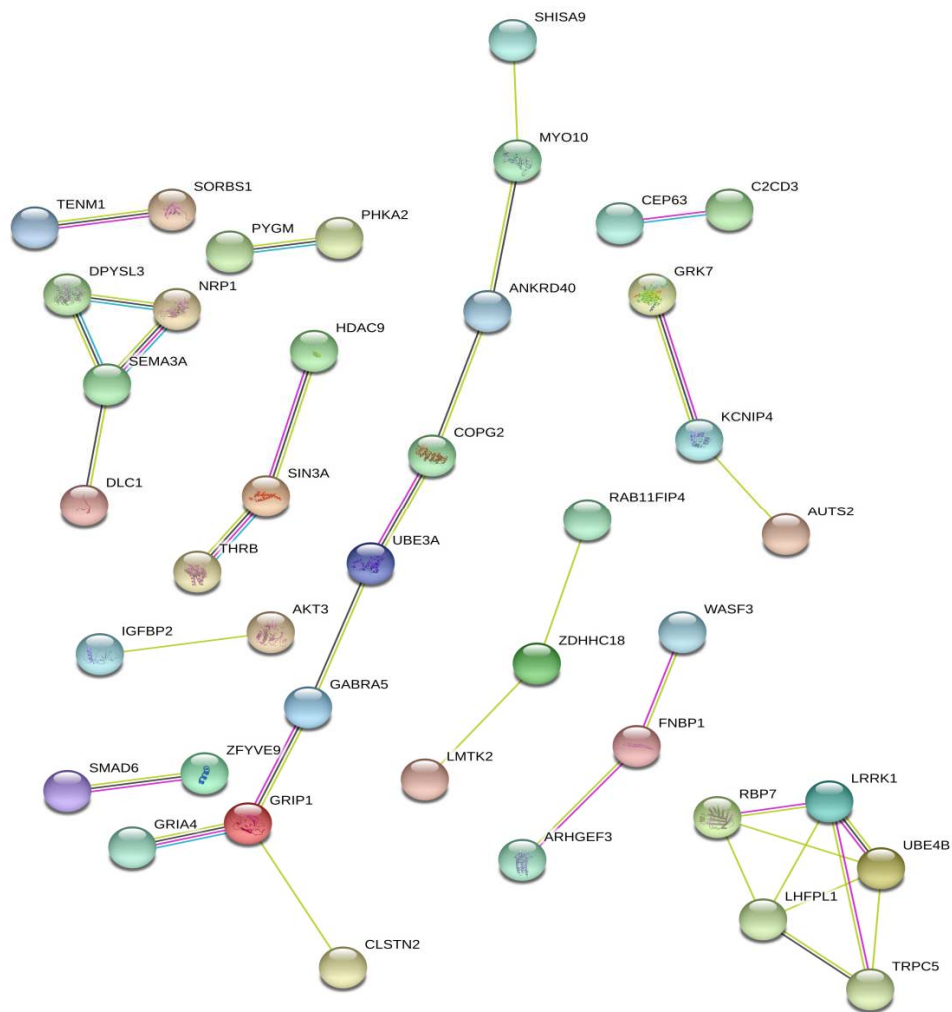 SHISA9
MYO10
SORBS1
TENM1
C2CD3
CEP63
PHKA2
PYGM
DPYSL3
NRP1
GRK7
ANKRD40
HDAC9
SEMA3A
KCNIP4
COPG2
SIN3A
DLC1
RAB11FIP4
AUTS2
UBE3A
THRB
WASF3
AKT3
IGFBP2
ZDHHC18
GABRA5
FNBP1
ZFYVE9
SMAD6
LMTK2
LRRK1
RBP7
GRIP1
GRIA4
ARHGEF3
UBE4B
LHFPL1
CLSTN2
TRPC5